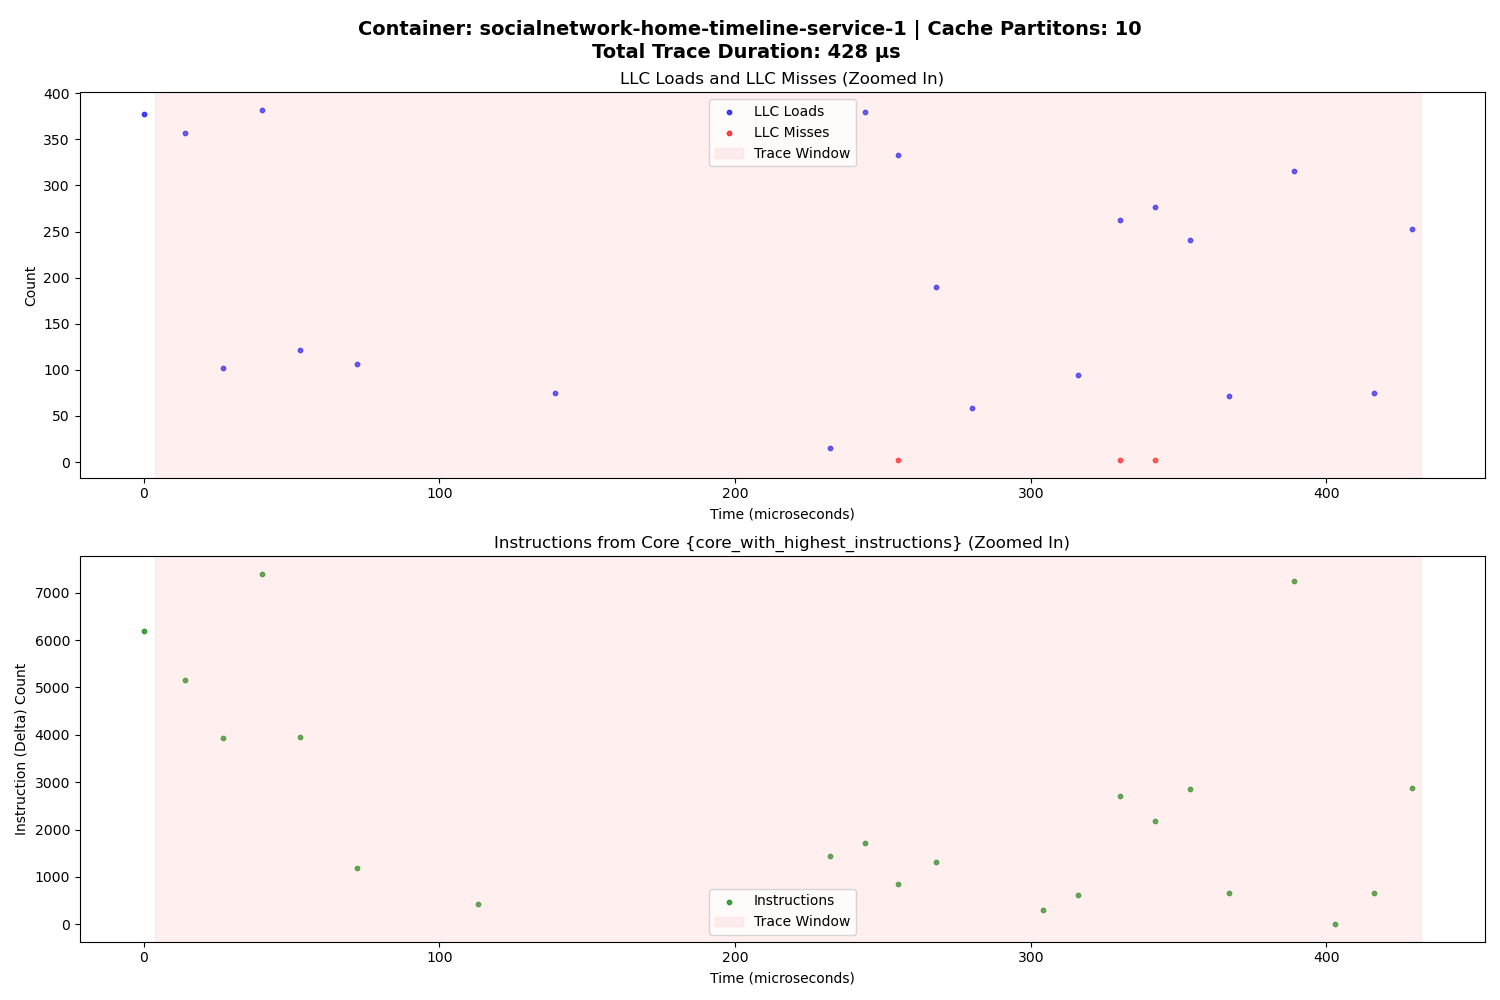 Container: socialnetwork-home-timeline-service-1 | Cache Partitons: 10
Total Trace Duration: 428 µs
LLC Loads and LLC Misses (Zoomed In)
400
350
300
250
200
150
100
50
0
Count
LLC Loads
LLC Misses
Trace Window
0 100 200 300 400
Time (microseconds)
Instructions from Core {core_with_highest_instructions} (Zoomed In)
7000
6000
5000
4000
3000
2000
1000
0
Instruction (Delta) Count
Instructions
Trace Window
0 100 200 300 400
Time (microseconds)